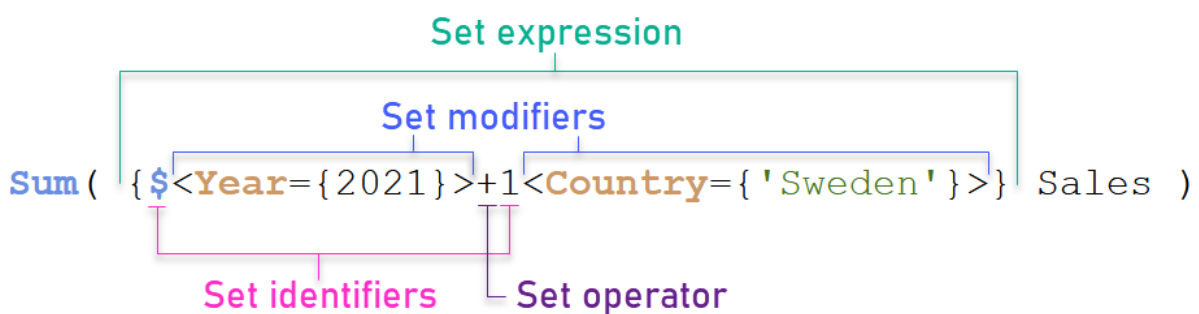 Set expression
Set modifiers
Sum( {$<Year={2021}>+1<Country={'Sweden'}>} Sales )
Set identifiers
Set operator